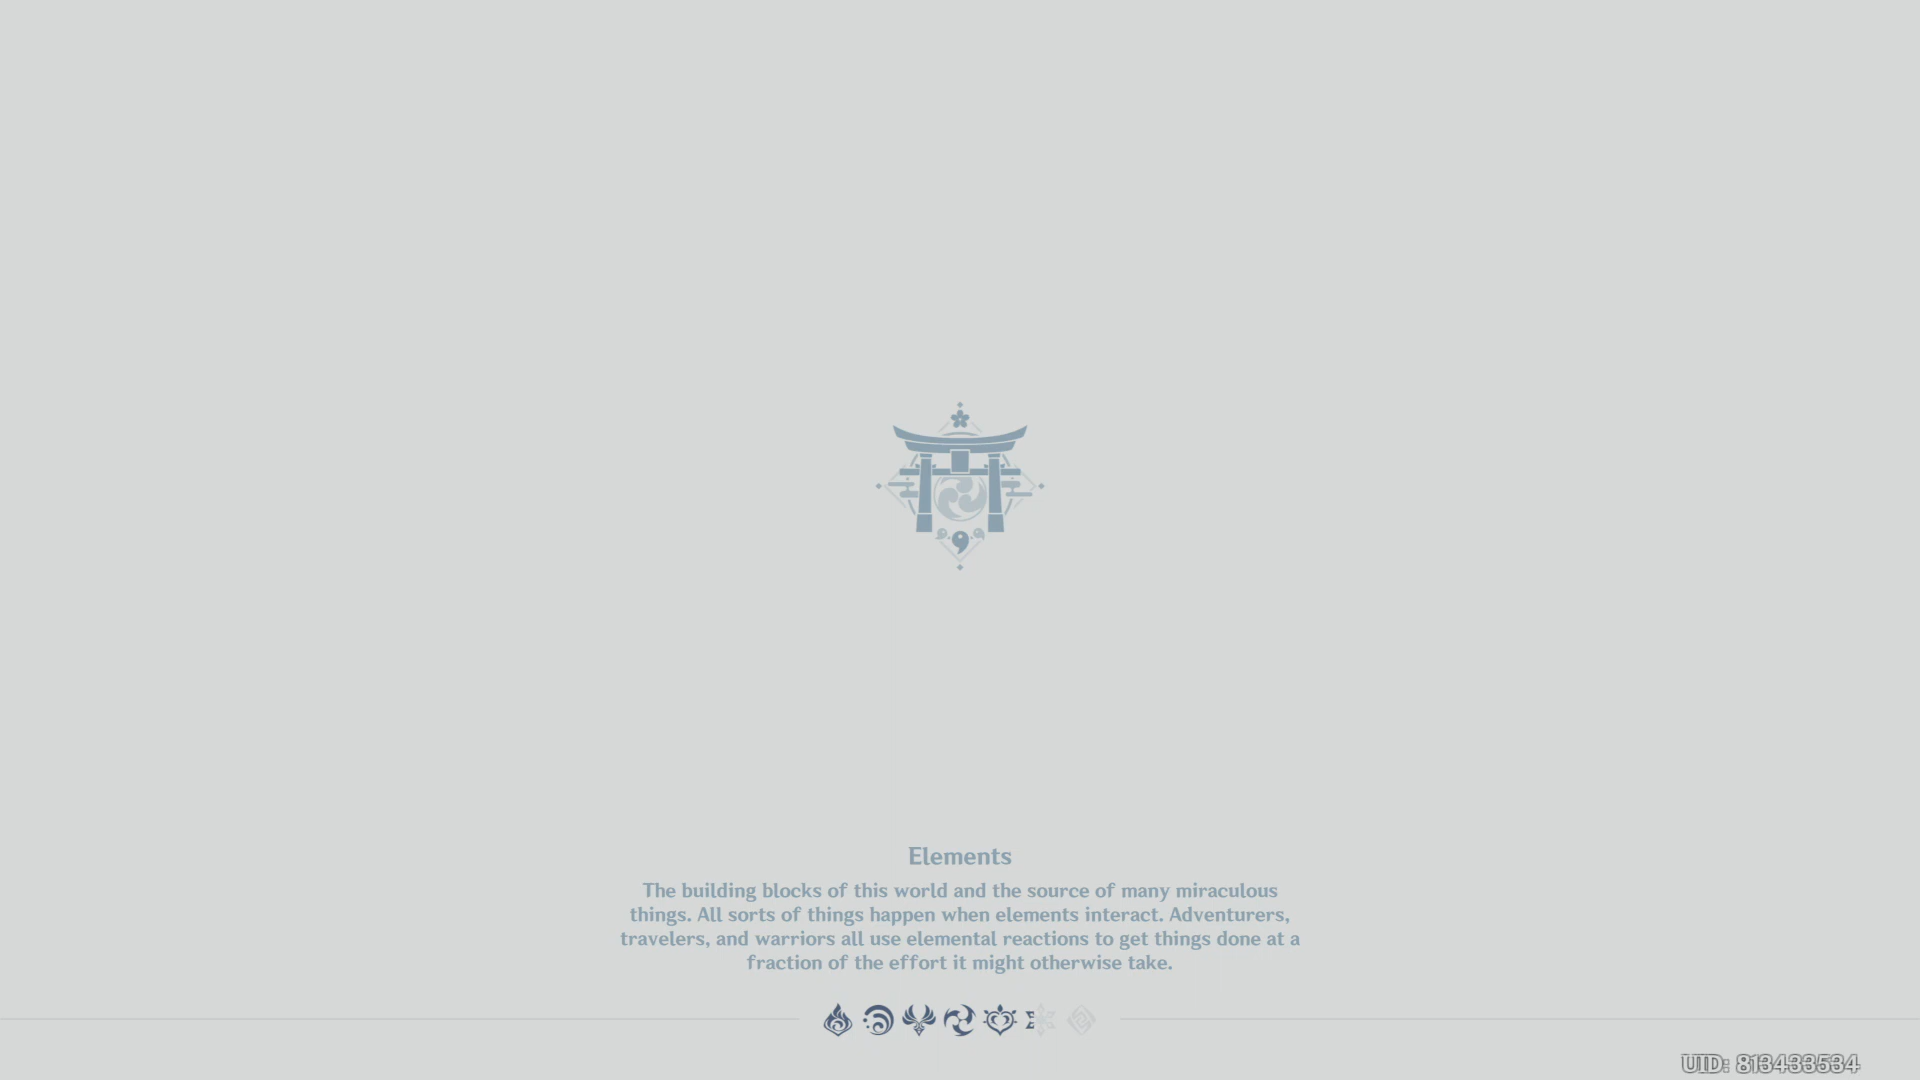 Elements
The building blocks of this world and the source of many miraculous
things. All sorts of things happen when elements interact. Adventurers,
travelers, and warriors all use elemental reactions to get things done at a
fraction of the effort it might otherwise take.
UID: 813433534